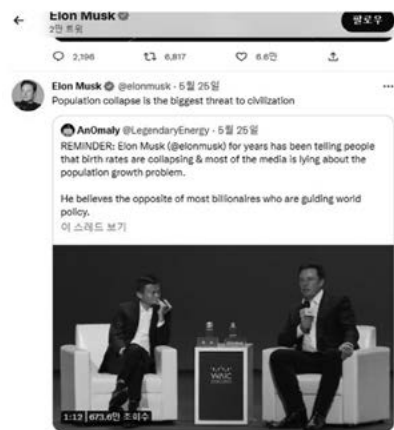 Elon Musk
2만 트윗
팔로우
2,196 6,817 6.6만
Elon Musk @elonmusk · 5월 25일
Population collapse is the biggest threat to civilization
AnOmaly @LegendaryEnergy · 5월 25일
REMINDER: Elon Musk (@elonmusk) for years has been telling people
that birth rates are collapsing & most of the media is lying about the
population growth problem.
He believes the opposite of most billionaires who are guiding world
policy.
이 스레드 보기
WAIC
1:12 673.6만 조회수